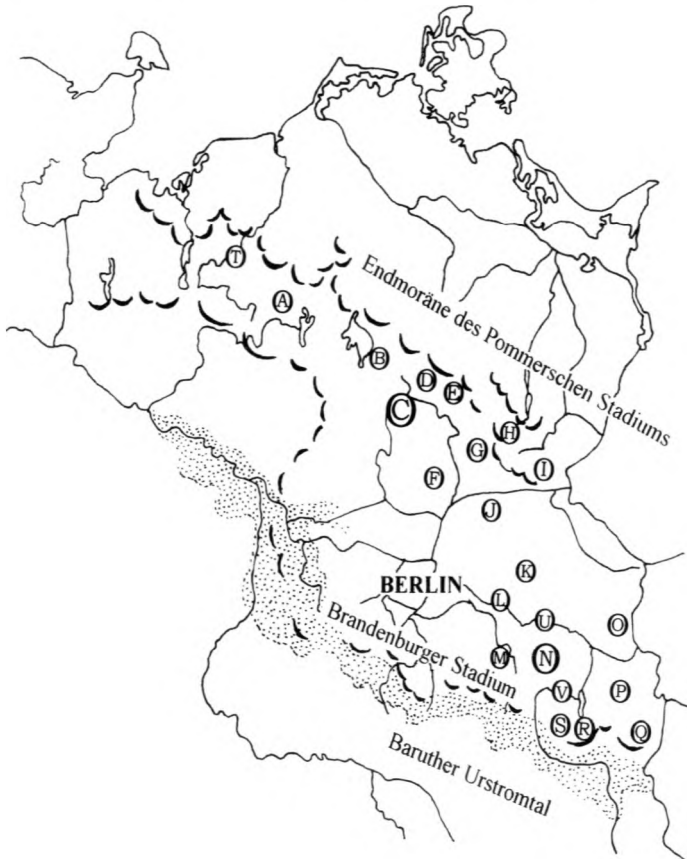 Endmoräne des Pommerschen Stadiums
T
A
B
D
E
C
H
G
I
F
J
K
BERLIN
L
U
O
Brandenburger Stadium
M
N
V
P
S
R
Q
Baruther Urstromtal